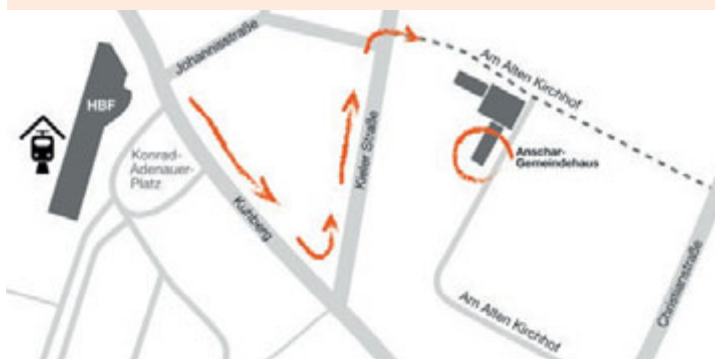 Johannisstraße
HBF
Konrad-
Adenauer-
Platz
Kuhberg
Kieler Straße
Am Alten Kirchhof
Anschar-
Gemeindehaus
Am Alten Kirchhof
Christianstraße